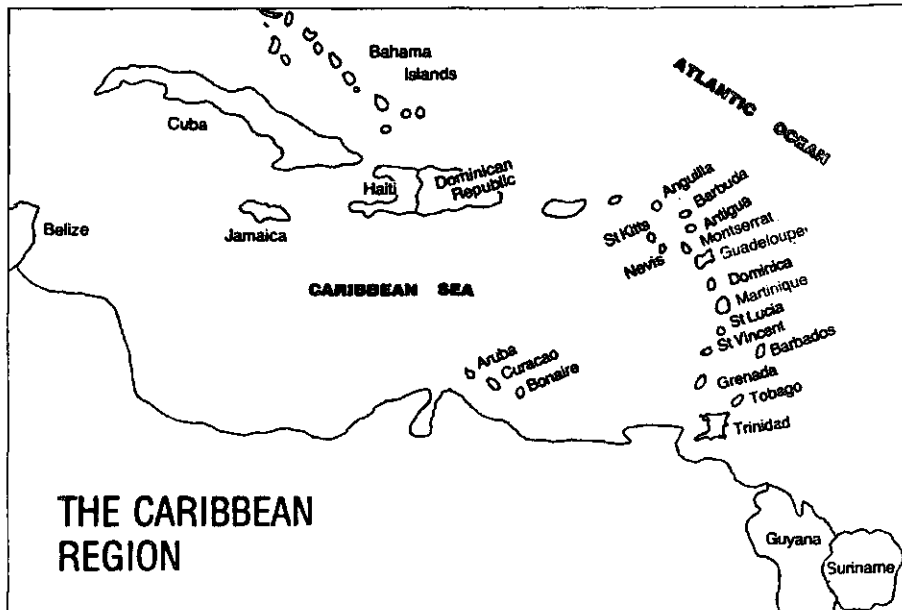 Bahama
Islands
ATLANTIC OCEAN
Cuba
Haiti
Dominican
Republic
Anguilla
Barbuda
Antigua
St Kitts
Montserrat
Nevis
Guadeloupe
Belize
Jamaica
CARIBBEAN SEA
Dominica
Martinique
St Lucia
St Vincent
Barbados
Aruba
Curacao
Bonaire
Grenada
Tobago
Trinidad
THE CARIBBEAN
REGION
Guyana
Suriname